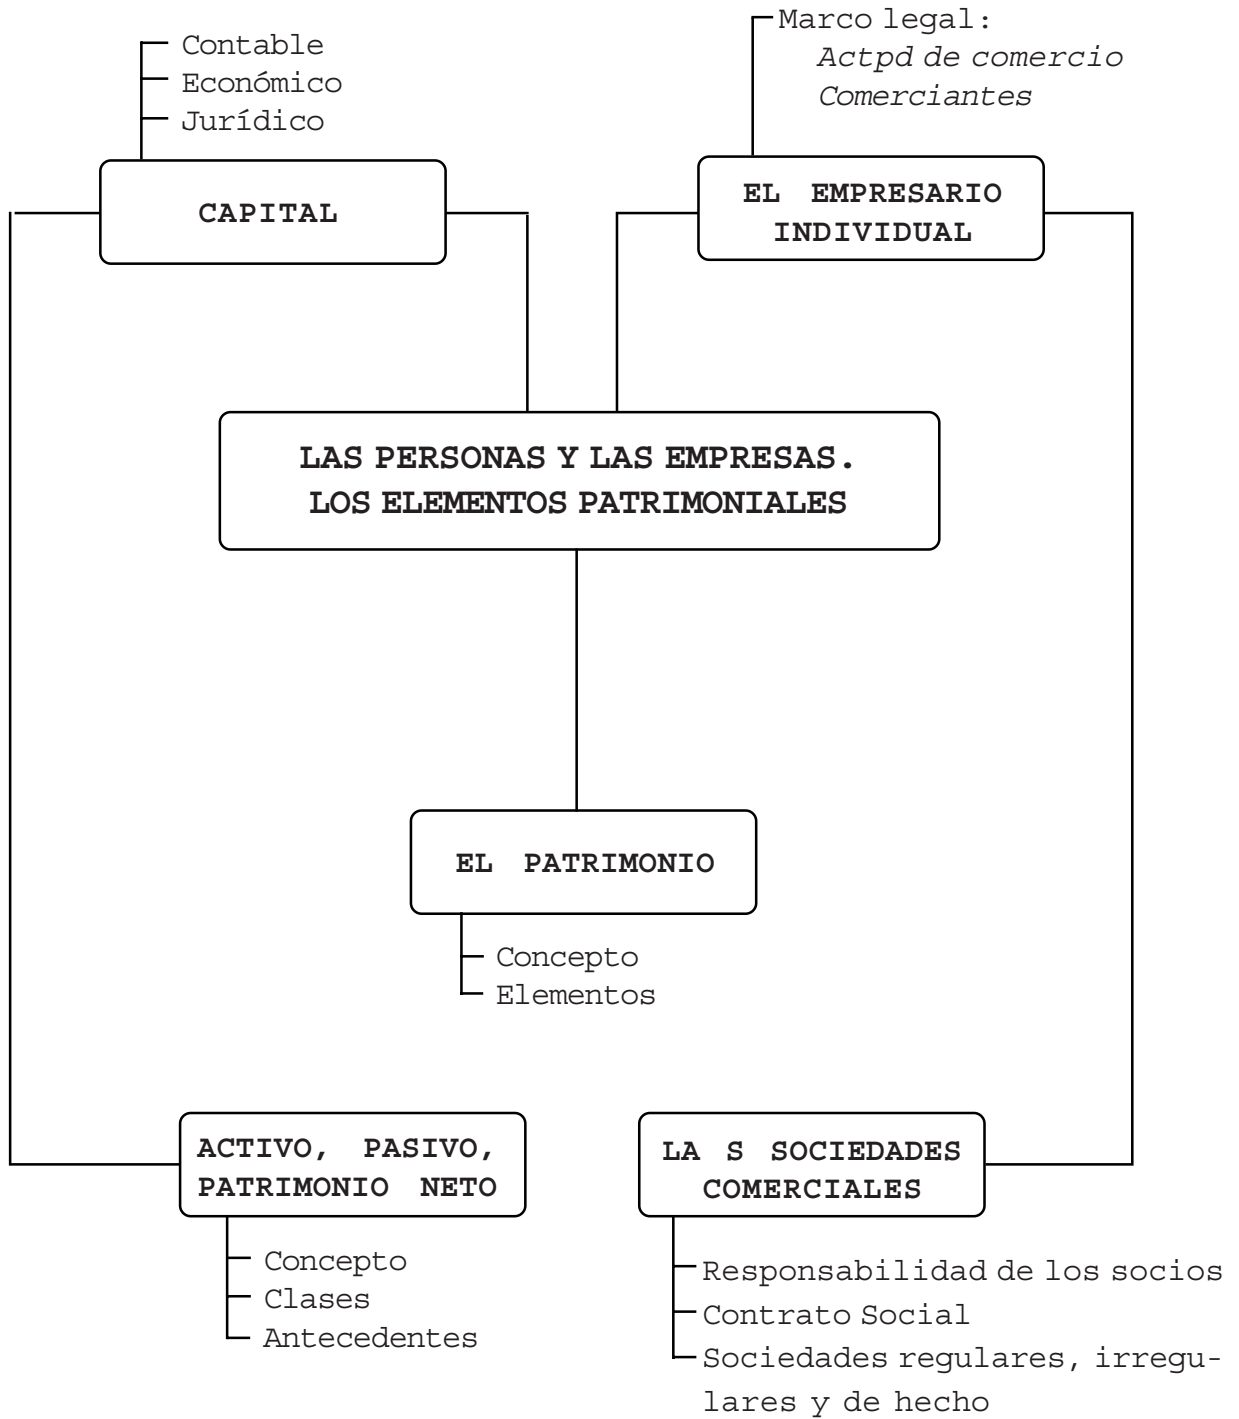 Contable
Económico
Jurídico
CAPITAL
Marco legal:
Actpd de comercio
Comerciantes
EL EMPRESARIO
INDIVIDUAL
LAS PERSONAS Y LAS EMPRESAS.
LOS ELEMENTOS PATRIMONIALES
EL PATRIMONIO
Concepto
Elementos
ACTIVO, PASIVO,
PATRIMONIO NETO
Concepto
Clases
Antecedentes
LA S SOCIEDADES
COMERCIALES
Responsabilidad de los socios
Contrato Social
Sociedades regulares, irregu-
lares y de hecho